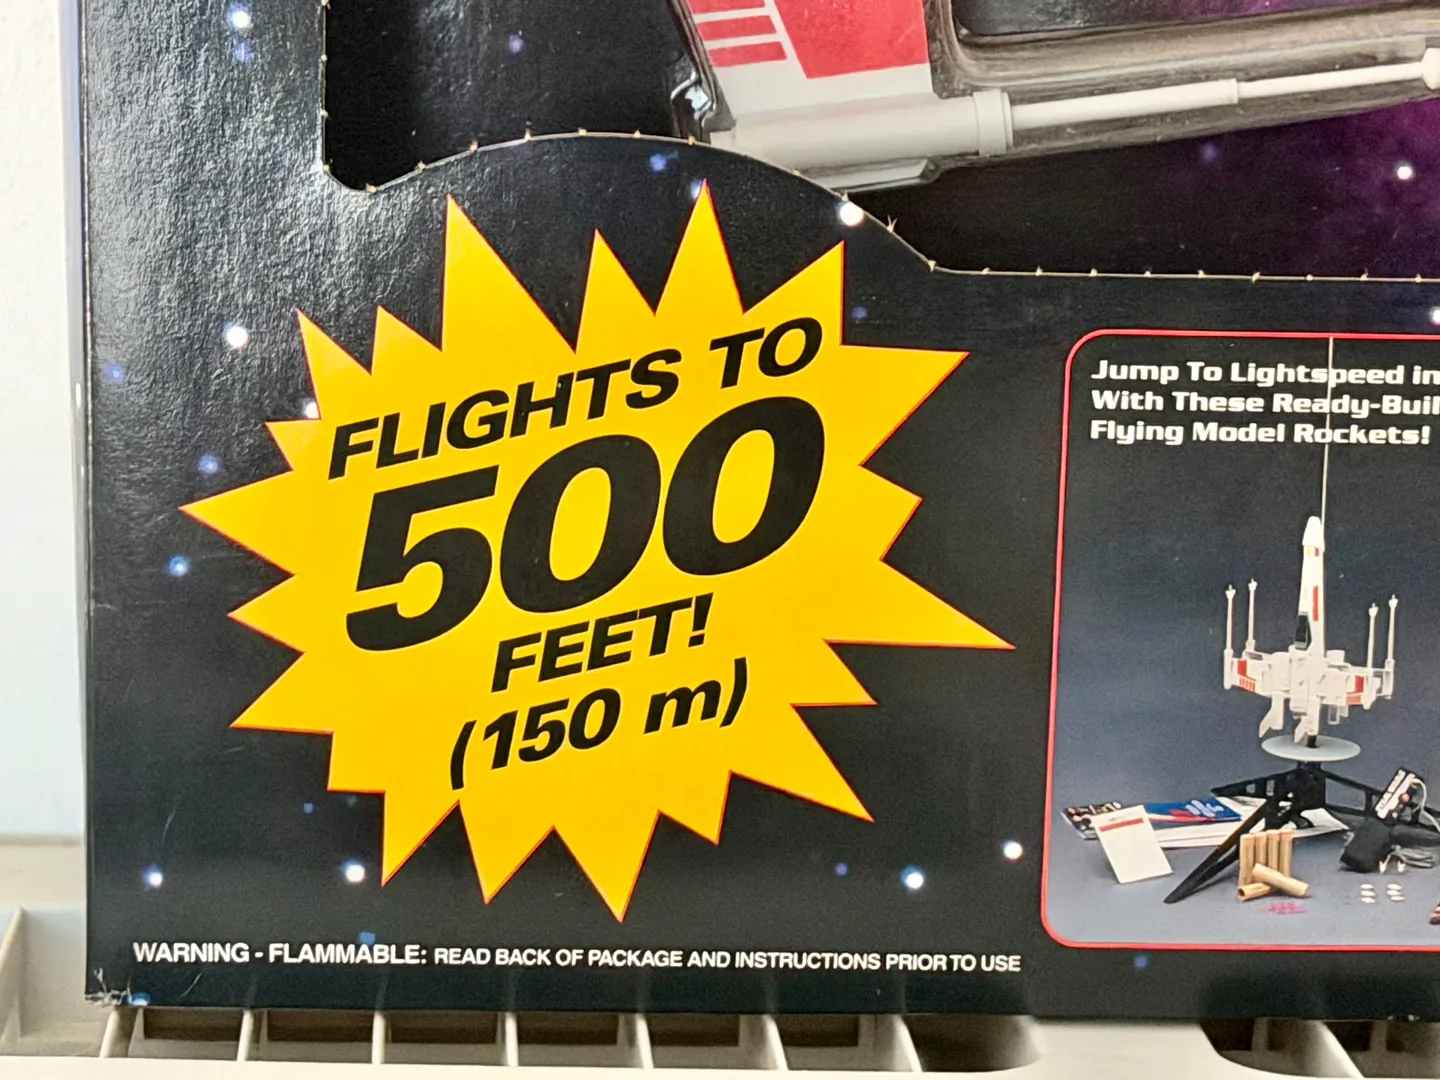 FLIGHTS TO
500
FEET!
(150 m)
Jump To Lightspeed in
With These Ready-Buil
Flying Model Rockets!
WARNING - FLAMMABLE: READ BACK OF PACKAGE AND INSTRUCTIONS PRIOR TO USE